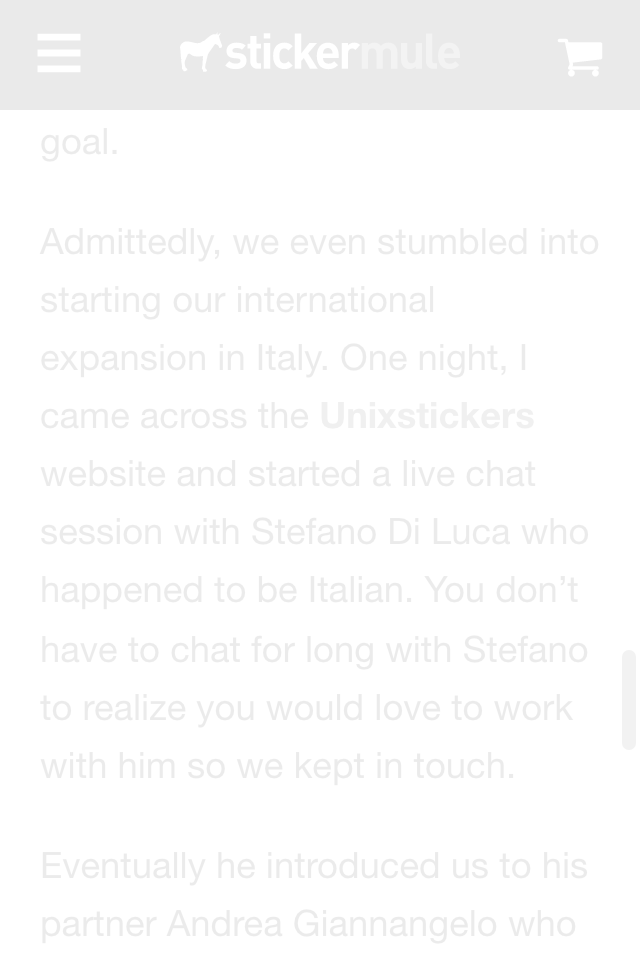 stickermule
goal.
Admittedly, we even stumbled into
starting our international
expansion in Italy. One night, I
came across the Unixstickers
website and started a live chat
session with Stefano Di Luca who
happened to be Italian. You don’t
have to chat for long with Stefano
to realize you would love to work
with him so we kept in touch.
Eventually he introduced us to his
partner Andrea Giannangelo who